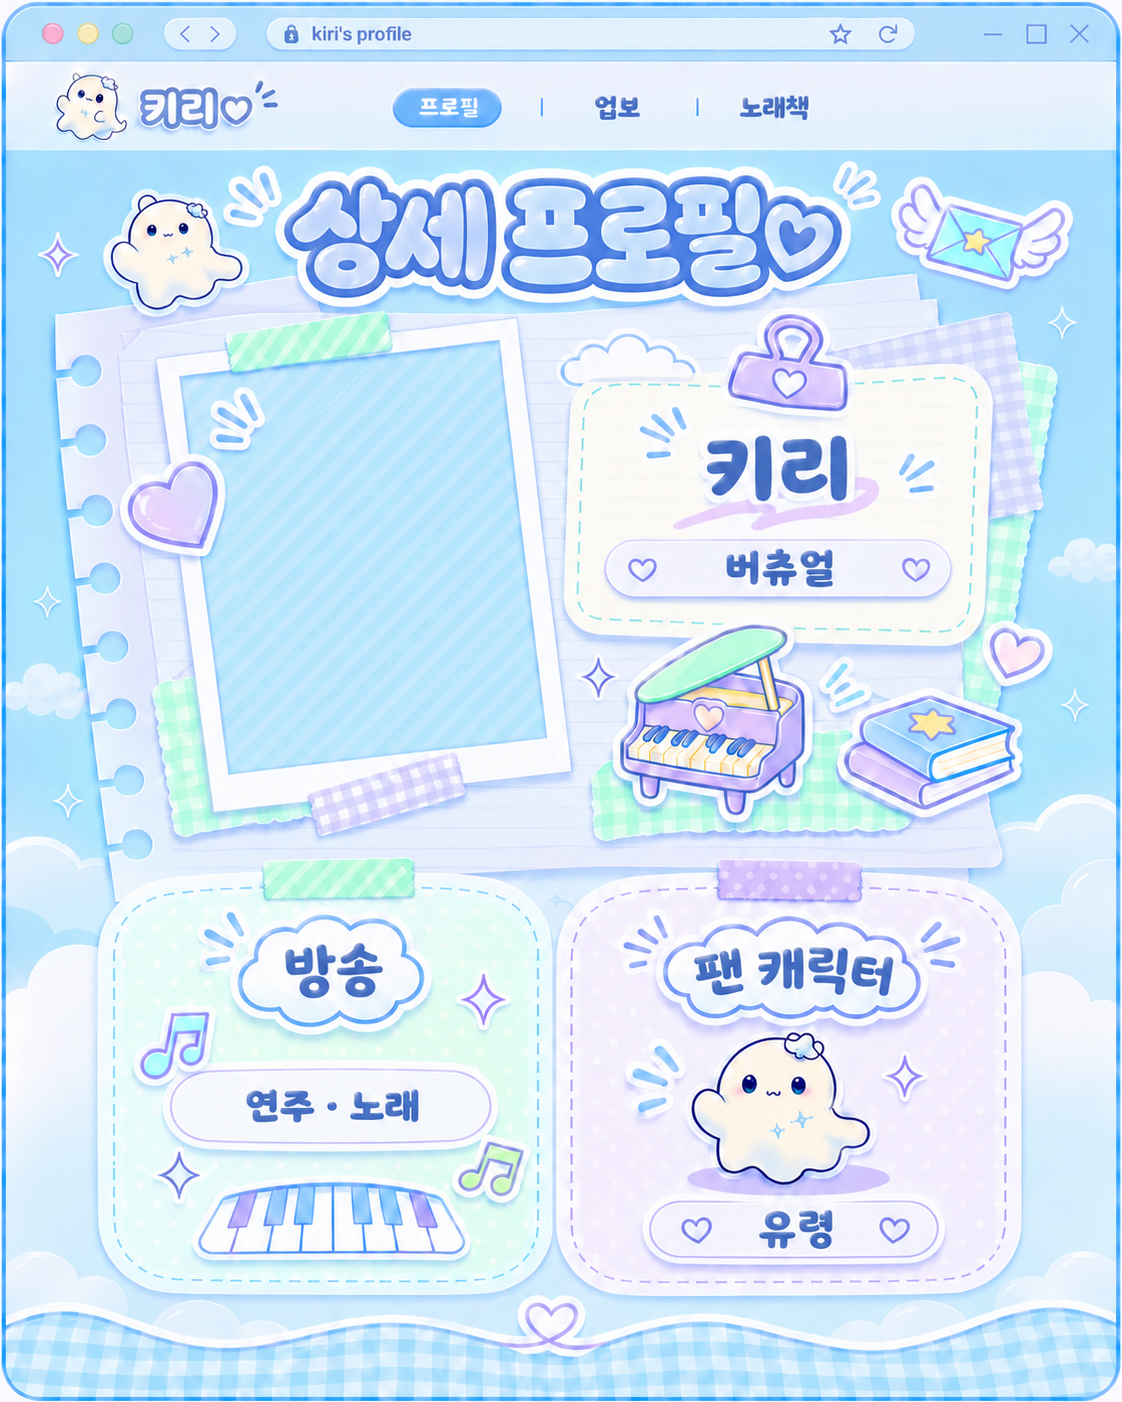 kiri's profile
키리♡
프로필
업보
노래책
상세 프로필♡
키리
버츄얼
방송
연주 · 노래
팬 캐릭터
유령